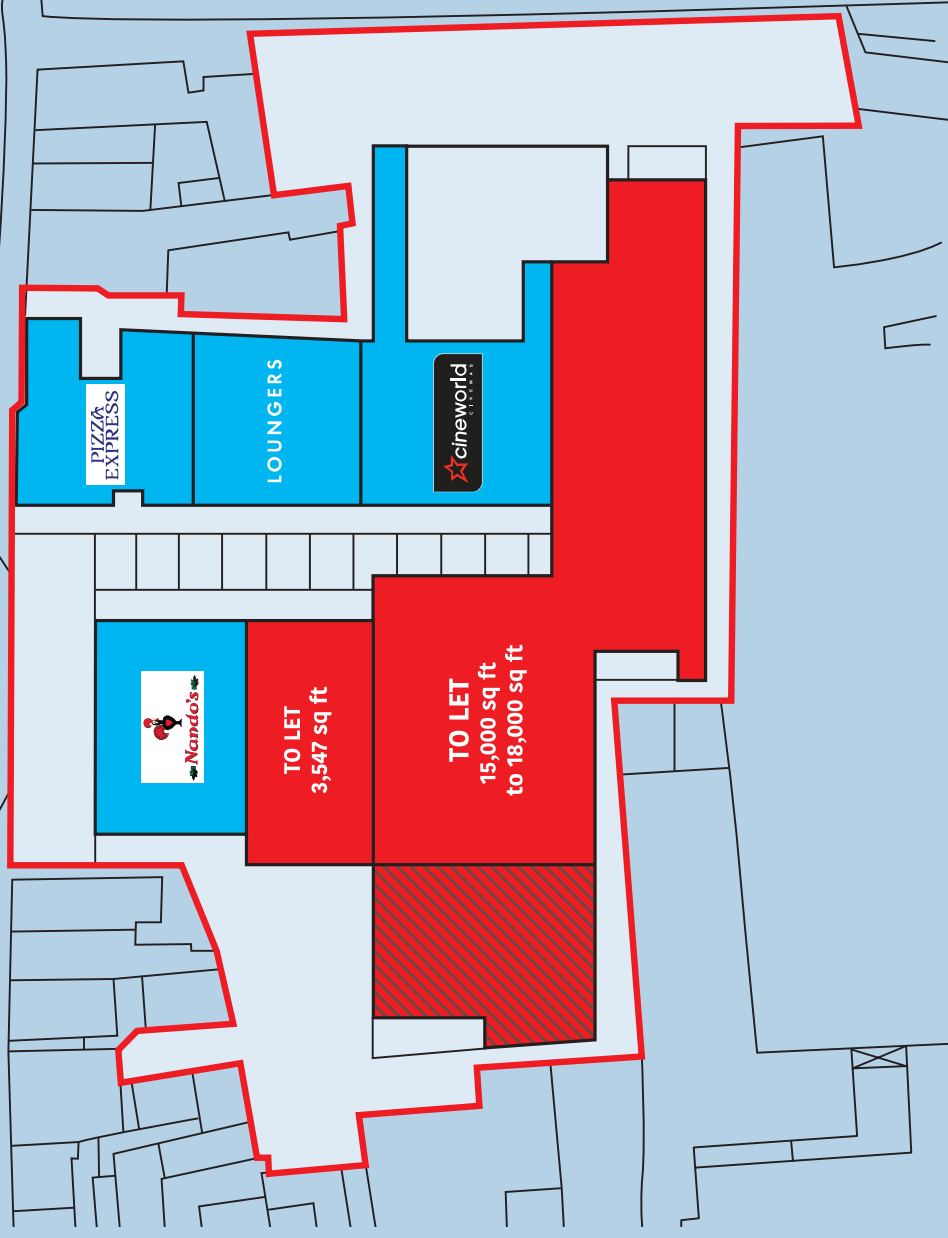 PIZZA
EXPRESS
LOUNGERS
cineworld
CINEMAS
Nando's
TO LET
3,547 sq ft
TO LET
15,000 sq ft
to 18,000 sq ft